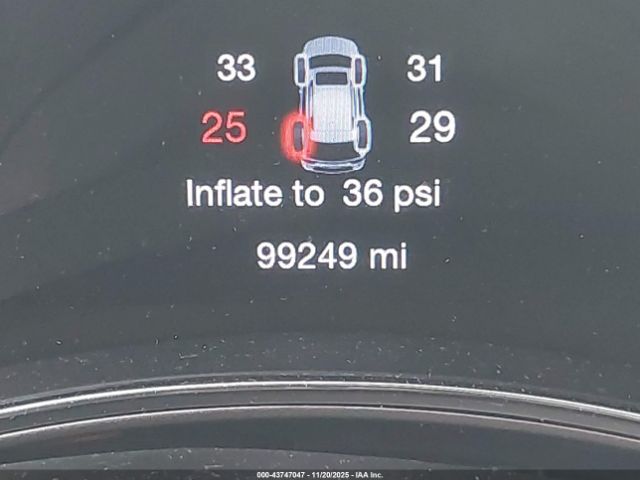 33 31
25 29
Inflate to 36 psi
99249 mi
000-43747047 - 11/20/2025 - IAA Inc.